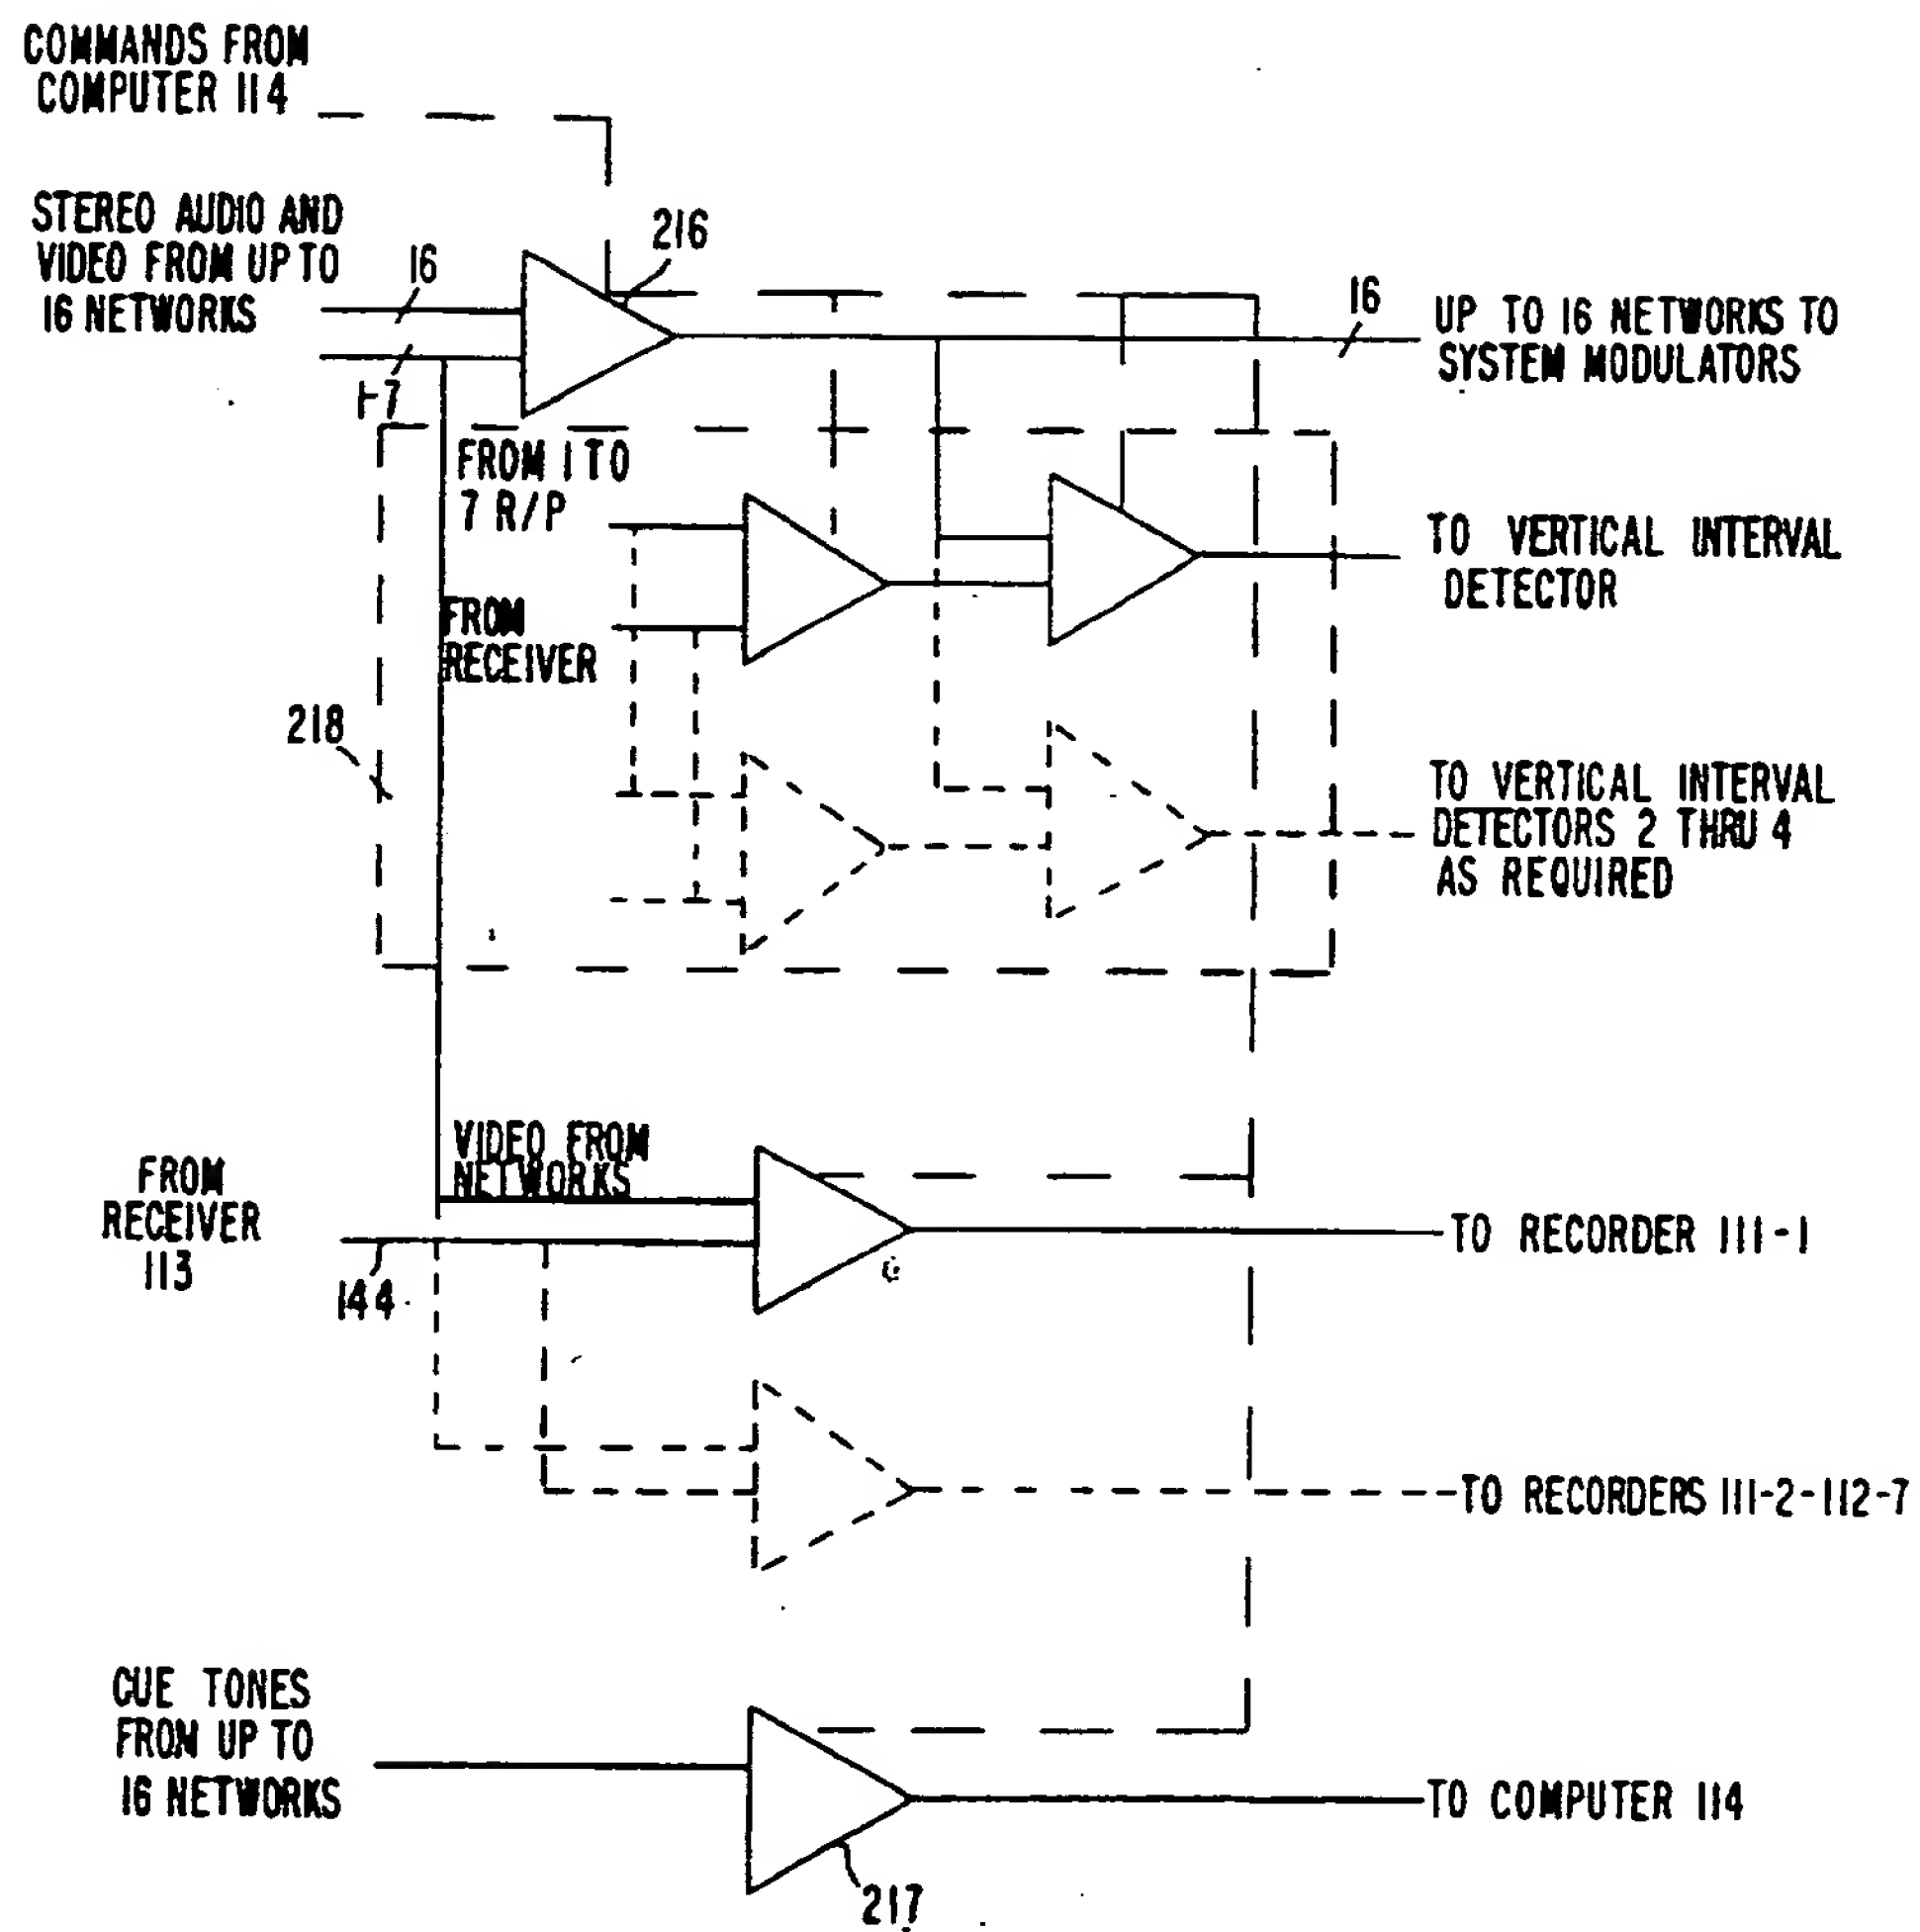 COMMANDS FROM
COMPUTER 114
STEREO AUDIO AND
VIDEO FROM UP TO
16 NETWORKS
16
1-7
216
16
UP TO 16 NETWORKS TO
SYSTEM MODULATORS
FROM 1 TO
7 R/P
FROM
RECEIVER
TO VERTICAL INTERVAL
DETECTOR
218
TO VERTICAL INTERVAL
DETECTORS 2 THRU 4
AS REQUIRED
VIDEO FROM
NETWORKS
FROM
RECEIVER
113
144
TO RECORDER 111-1
TO RECORDERS 111-2-112-7
CUE TONES
FROM UP TO
16 NETWORKS
TO COMPUTER 114
217